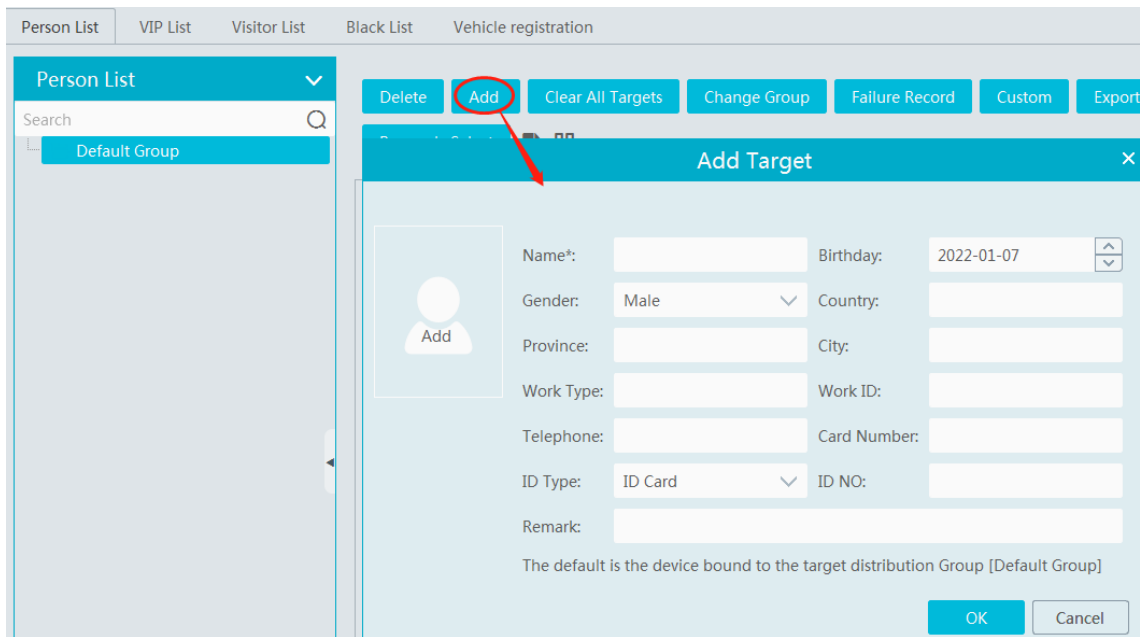 Person List VIP List Visitor List Black List Vehicle registration
Person List
Search
Default Group
Delete Add Clear All Targets Change Group Failure Record Custom Export
Add Target
Add
Name*: Birthday: 2022-01-07
Gender: Male Country:
Province: City:
Work Type: Work ID:
Telephone: Card Number:
ID Type: ID Card ID NO:
Remark:
The default is the device bound to the target distribution Group [Default Group]
OK Cancel